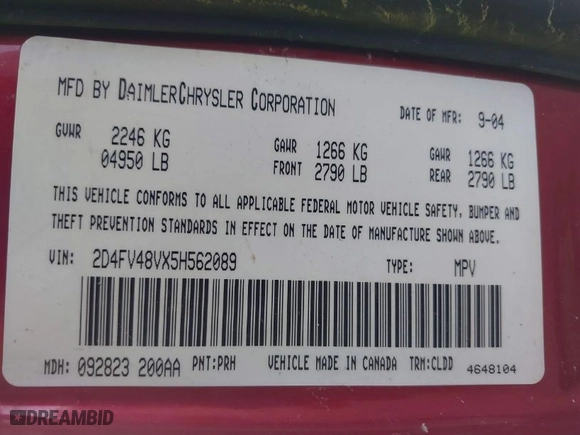 MFD BY DAIMLERCHRYSLER CORPORATION
DATE OF MFR: 9-04
GVWR 2246 KG
04950 LB
GAWR 1266 KG
FRONT 2790 LB
GAWR 1266 KG
REAR 2790 LB
THIS VEHICLE CONFORMS TO ALL APPLICABLE FEDERAL MOTOR VEHICLE SAFETY, BUMPER AND
THEFT PREVENTION STANDARDS IN EFFECT ON THE DATE OF MANUFACTURE SHOWN ABOVE.
VIN: 2D4FV48VX5H562089 TYPE: MPV
MDH: 092823 200AA PNT:PRH VEHICLE MADE IN CANADA TRM:CLDD 4648104
DREAMBID